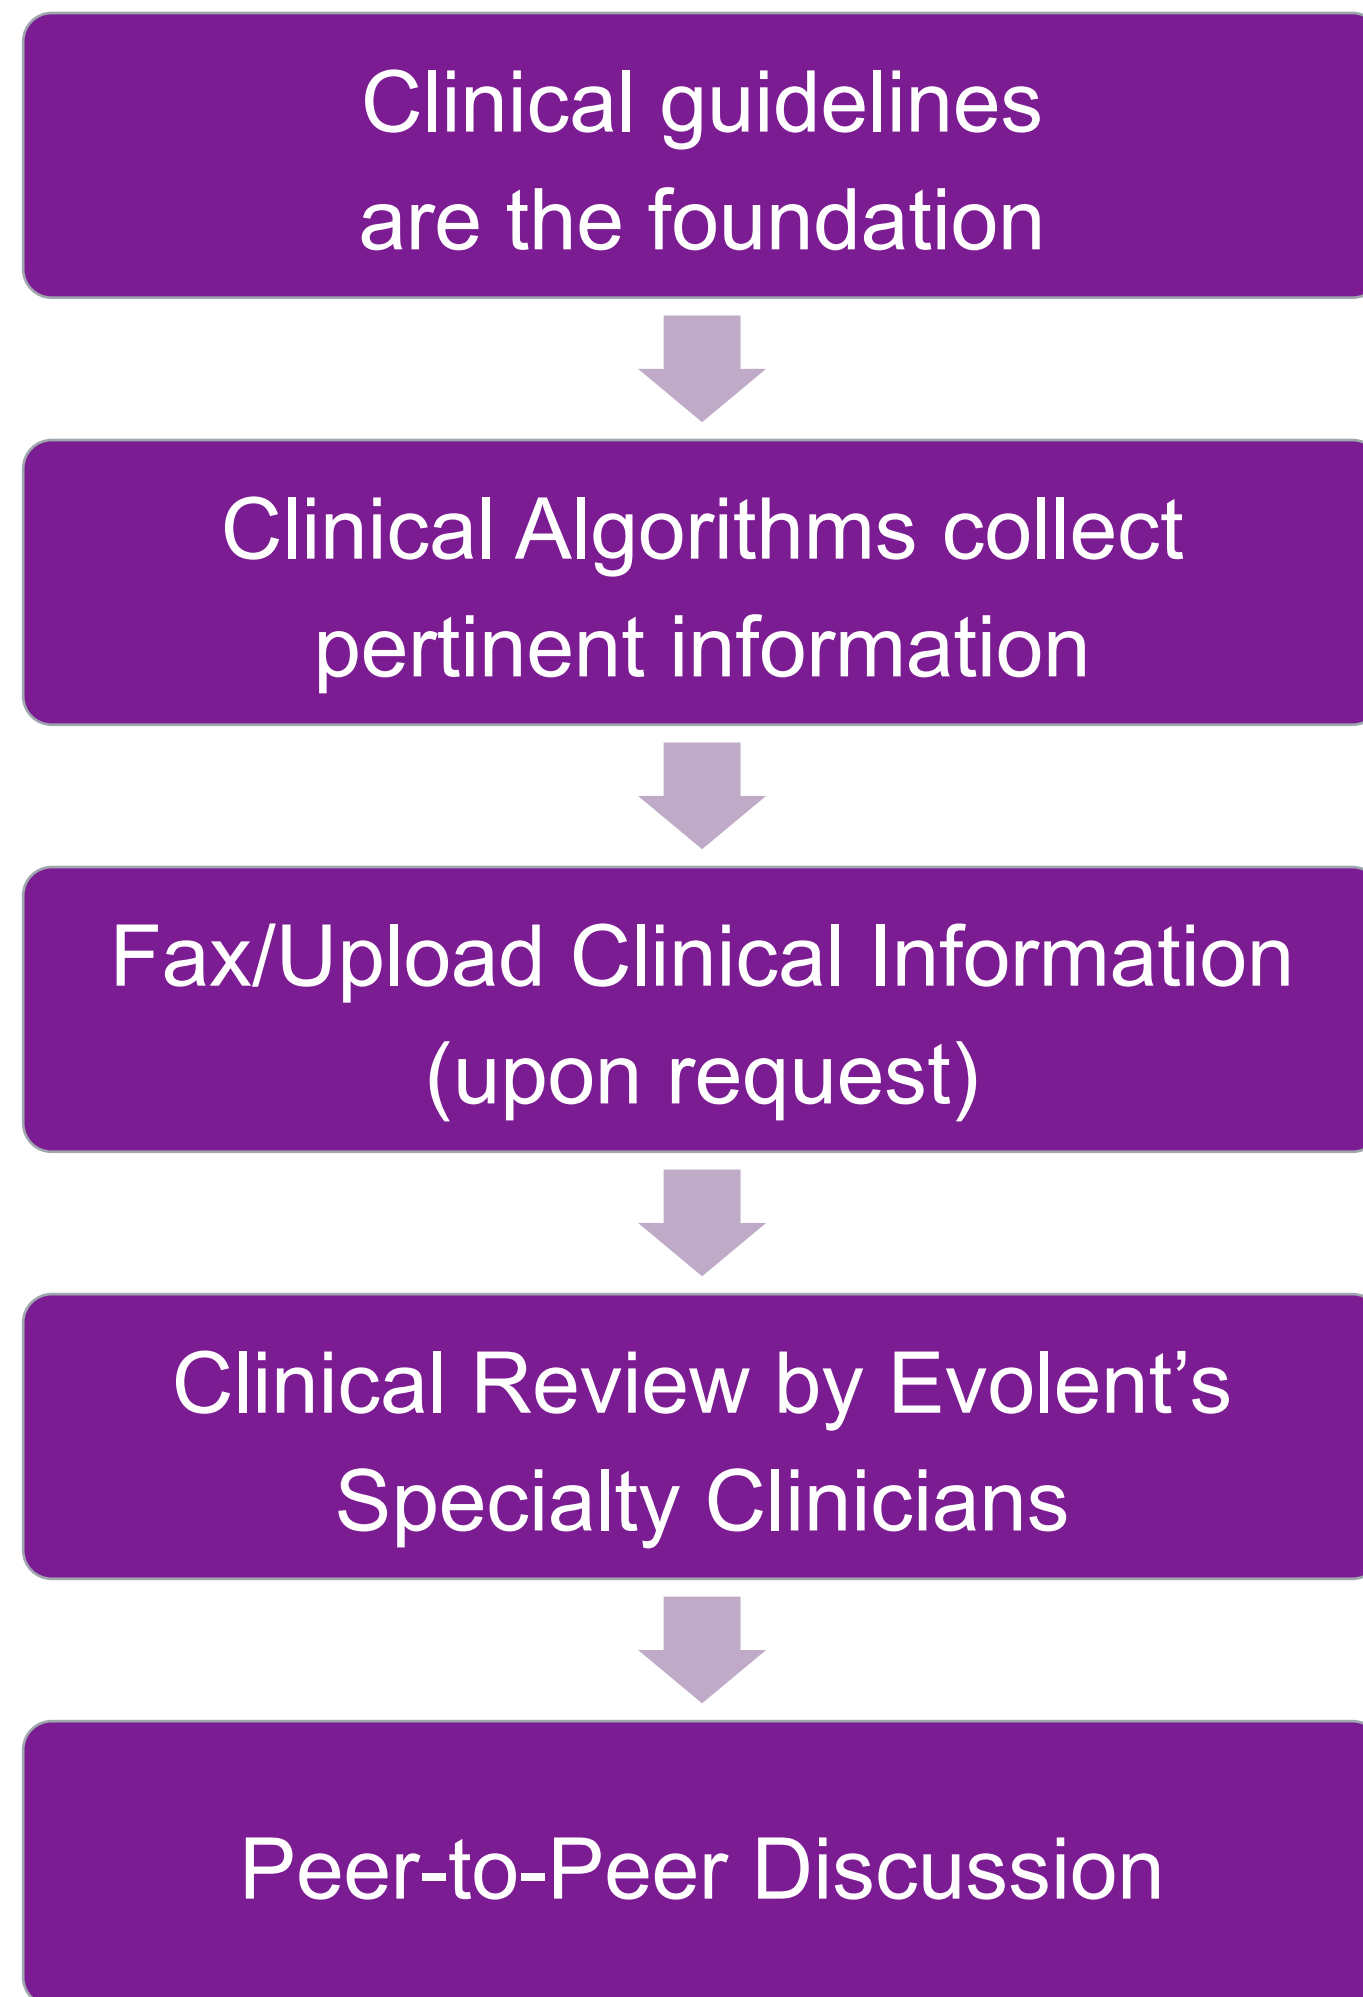 Clinical guidelines
are the foundation
Clinical Algorithms collect
pertinent information
Fax/Upload Clinical Information
(upon request)
Clinical Review by Evolent’s
Specialty Clinicians
Peer-to-Peer Discussion